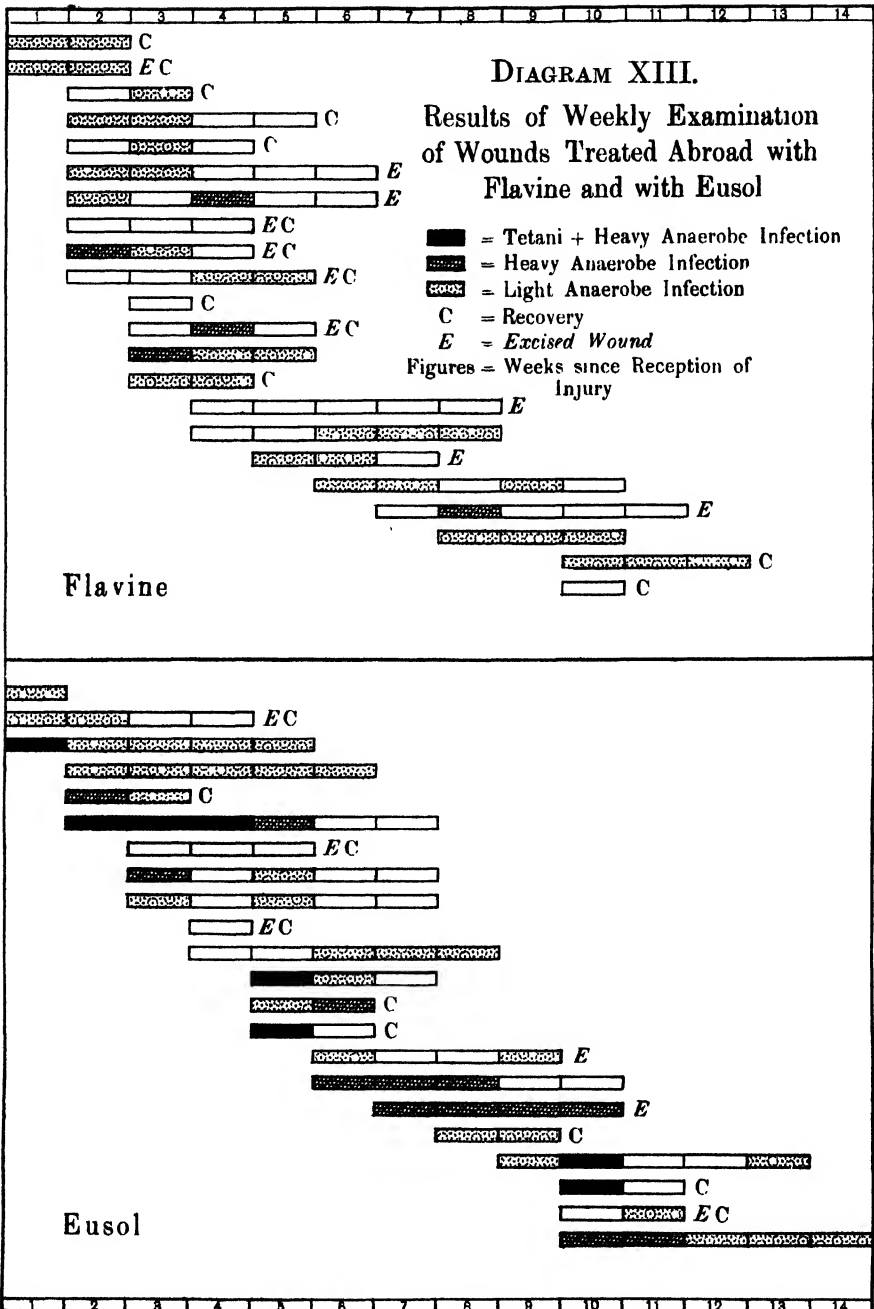 1 2 3 4 5 6 7 8 9 10 11 12 13 14
C
E C
DIAGRAM XIII.
C
Results of Weekly Examination
C
of Wounds Treated Abroad with
C
E
Flavine and with Eusol
E
E C
= Tetani + Heavy Anaerobe Infection
E C
= Heavy Anaerobe Infection
E C
= Light Anaerobe Infection
C
C = Recovery
E C
E = Excised Wound
Figures = Weeks since Reception of
C
Injury
E
E
E
C
Flavine
C
E C
C
E C
E C
C
C
E
E
C
C
E C
Eusol
1 2 3 4 5 6 7 8 9 10 11 12 13 14